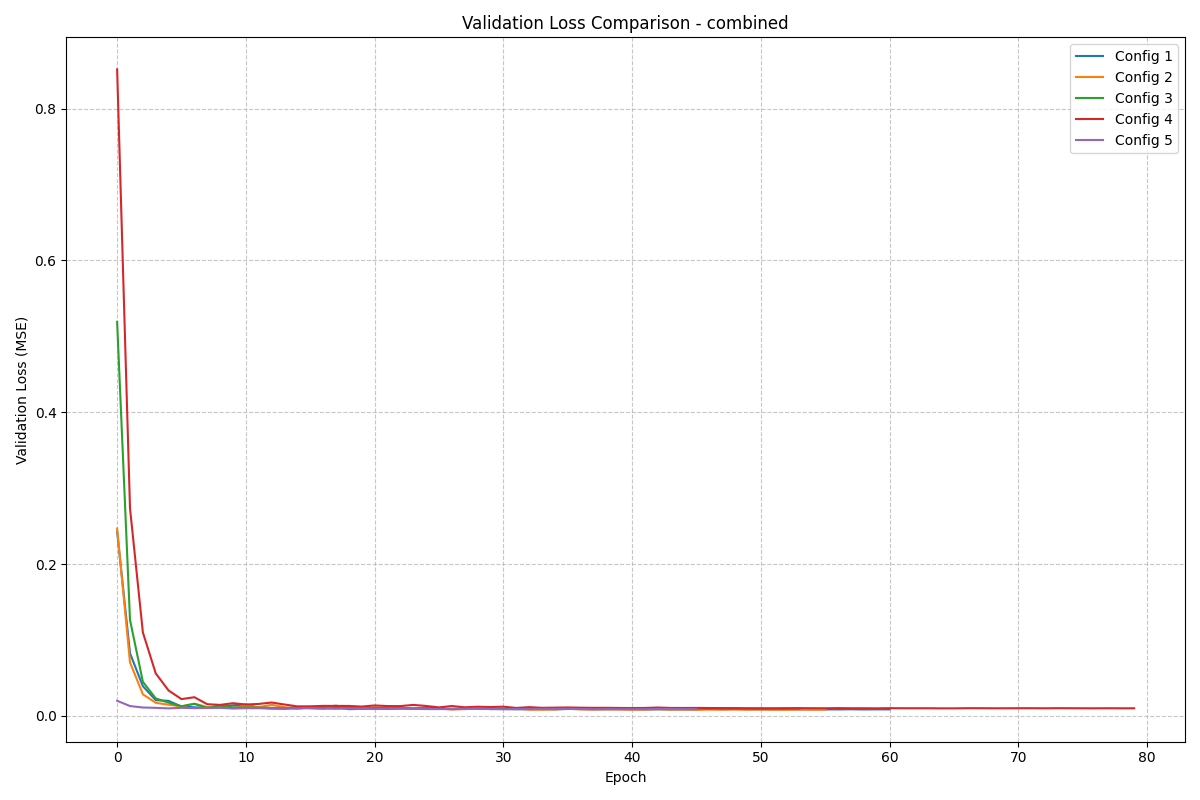 Validation Loss Comparison - combined
Config 1
Config 2
Config 3
Config 4
Config 5
Validation Loss (MSE)
0.8
0.6
0.4
0.2
0.0
0 10 20 30 40 50 60 70 80
Epoch